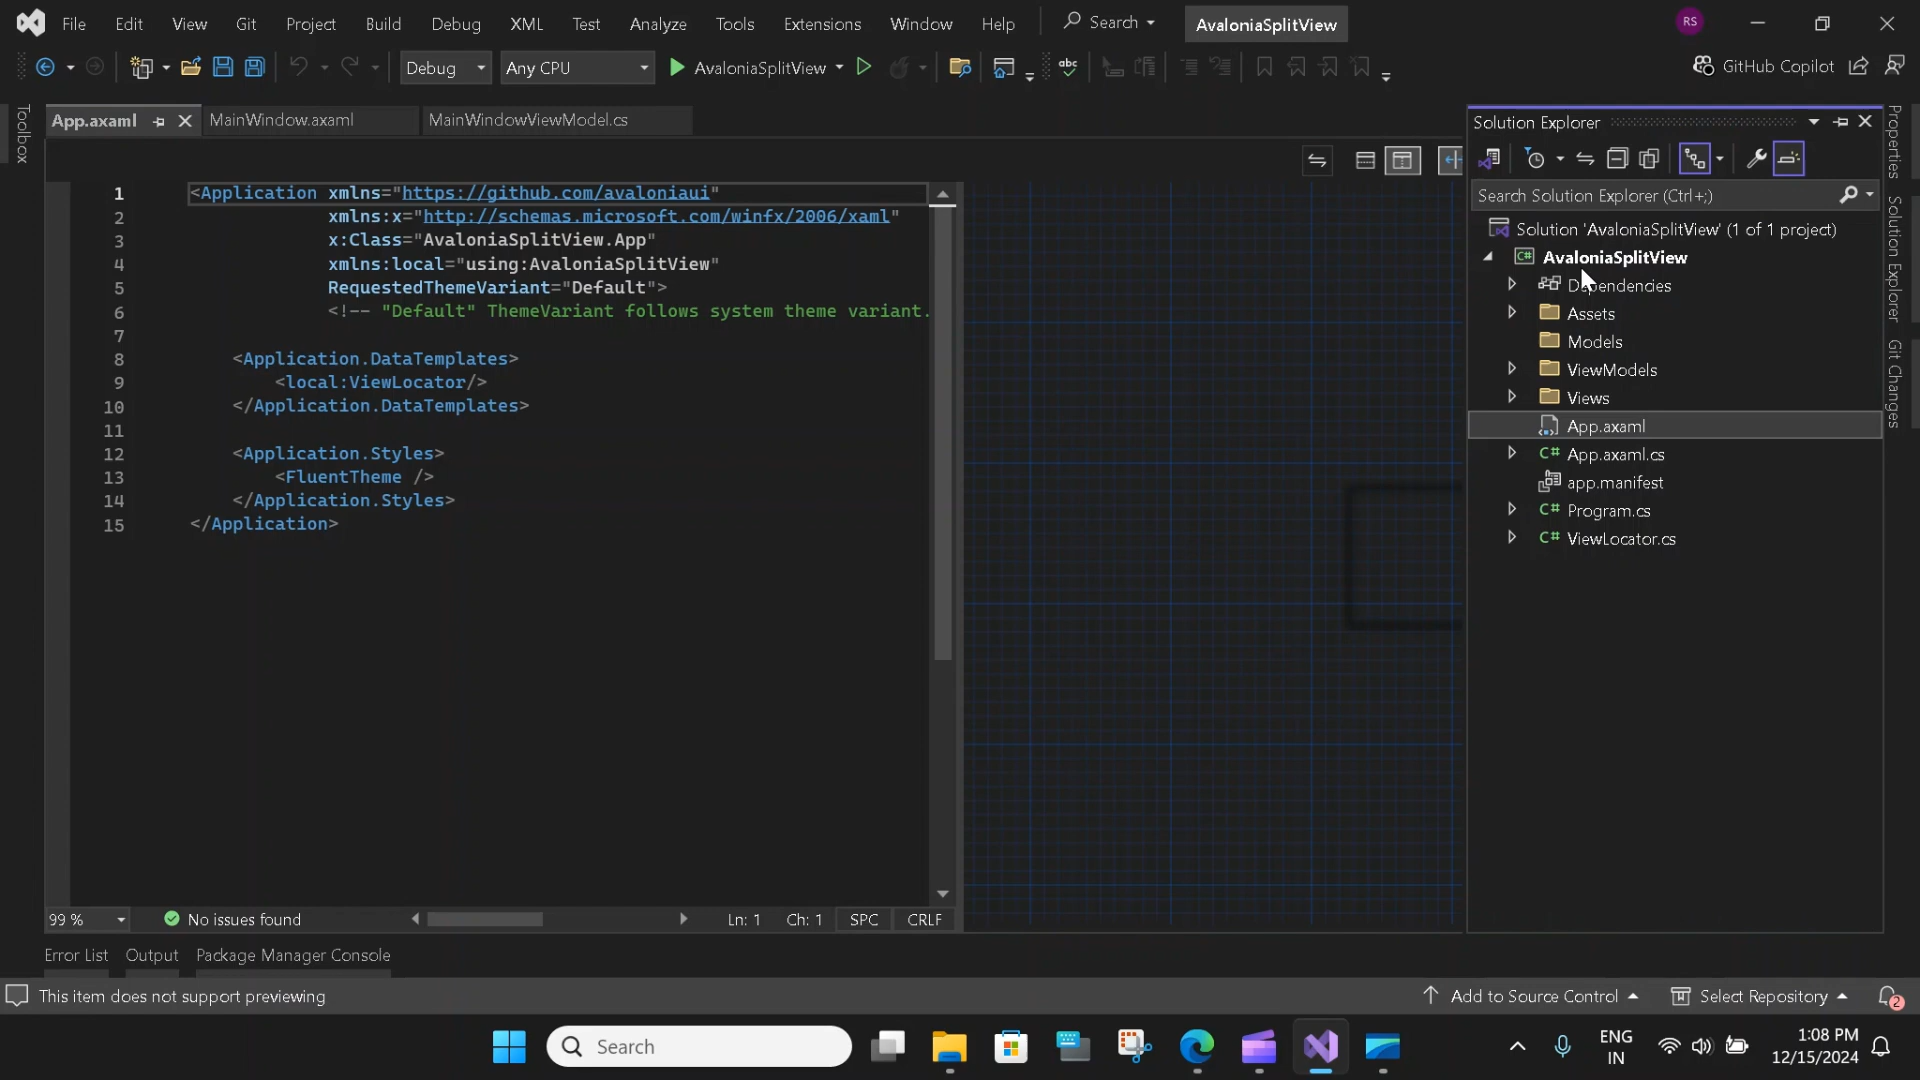 File Edit View Git Project Build Debug XML Test Analyze Tools Extensions Window Help Search AvaloniaSplitView RS
Debug Any CPU AvaloniaSplitView abc GitHub Copilot
Toolbox
App.axaml MainWindow.axaml MainWindowViewModel.cs
1 <Application xmlns="https://github.com/avaloniaui"
2 xmlns:x="http://schemas.microsoft.com/winfx/2006/xaml"
3 x:Class="AvaloniaSplitView.App"
4 xmlns:local="using:AvaloniaSplitView"
5 RequestedThemeVariant="Default">
6 <!-- "Default" ThemeVariant follows system theme variant.
7
8 <Application.DataTemplates>
9 <local:ViewLocator/>
10 </Application.DataTemplates>
11
12 <Application.Styles>
13 <FluentTheme />
14 </Application.Styles>
15 </Application>
99 % No issues found Ln: 1 Ch: 1 SPC CRLF
Solution Explorer
Search Solution Explorer (Ctrl+;)
Solution 'AvaloniaSplitView' (1 of 1 project)
C# AvaloniaSplitView
Dependencies
Assets
Models
ViewModels
Views
App.axaml
C# App.axaml.cs
app.manifest
C# Program.cs
C# ViewLocator.cs
Properties
Solution Explorer
Git Changes
Error List Output Package Manager Console
This item does not support previewing Add to Source Control Select Repository 2
Search
ENG
IN
1:08 PM
12/15/2024